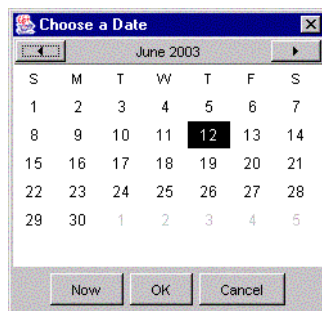 Choose a Date
June 2003
S M T W T F S
1 2 3 4 5 6 7
8 9 10 11 12 13 14
15 16 17 18 19 20 21
22 23 24 25 26 27 28
29 30 1 2 3 4 5
Now OK Cancel